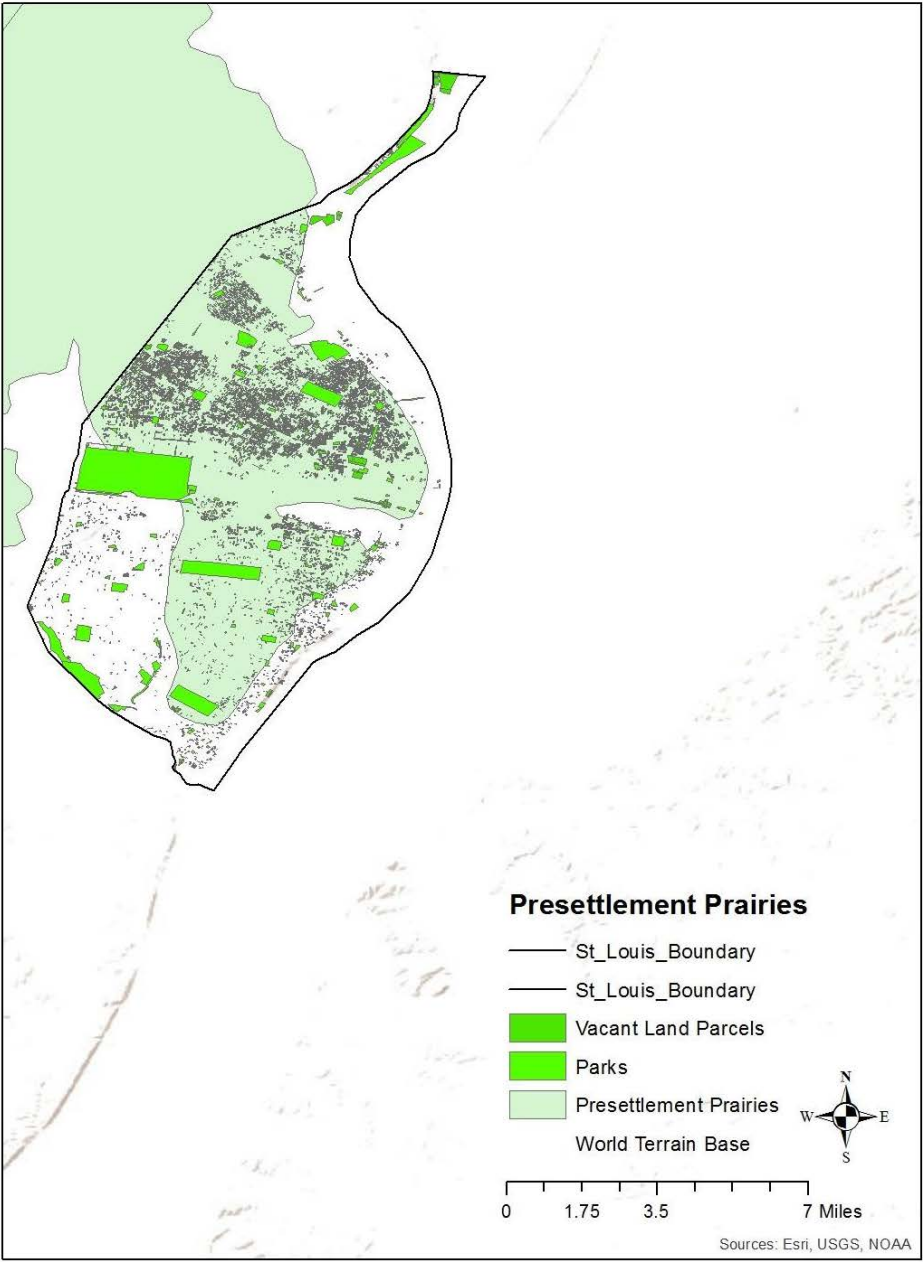 Presettlement Prairies
St_Louis_Boundary
St_Louis_Boundary
Vacant Land Parcels
Parks
Presettlement Prairies
World Terrain Base
N
W E
S
0 1.75 3.5 7 Miles
Sources: Esri, USGS, NOAA